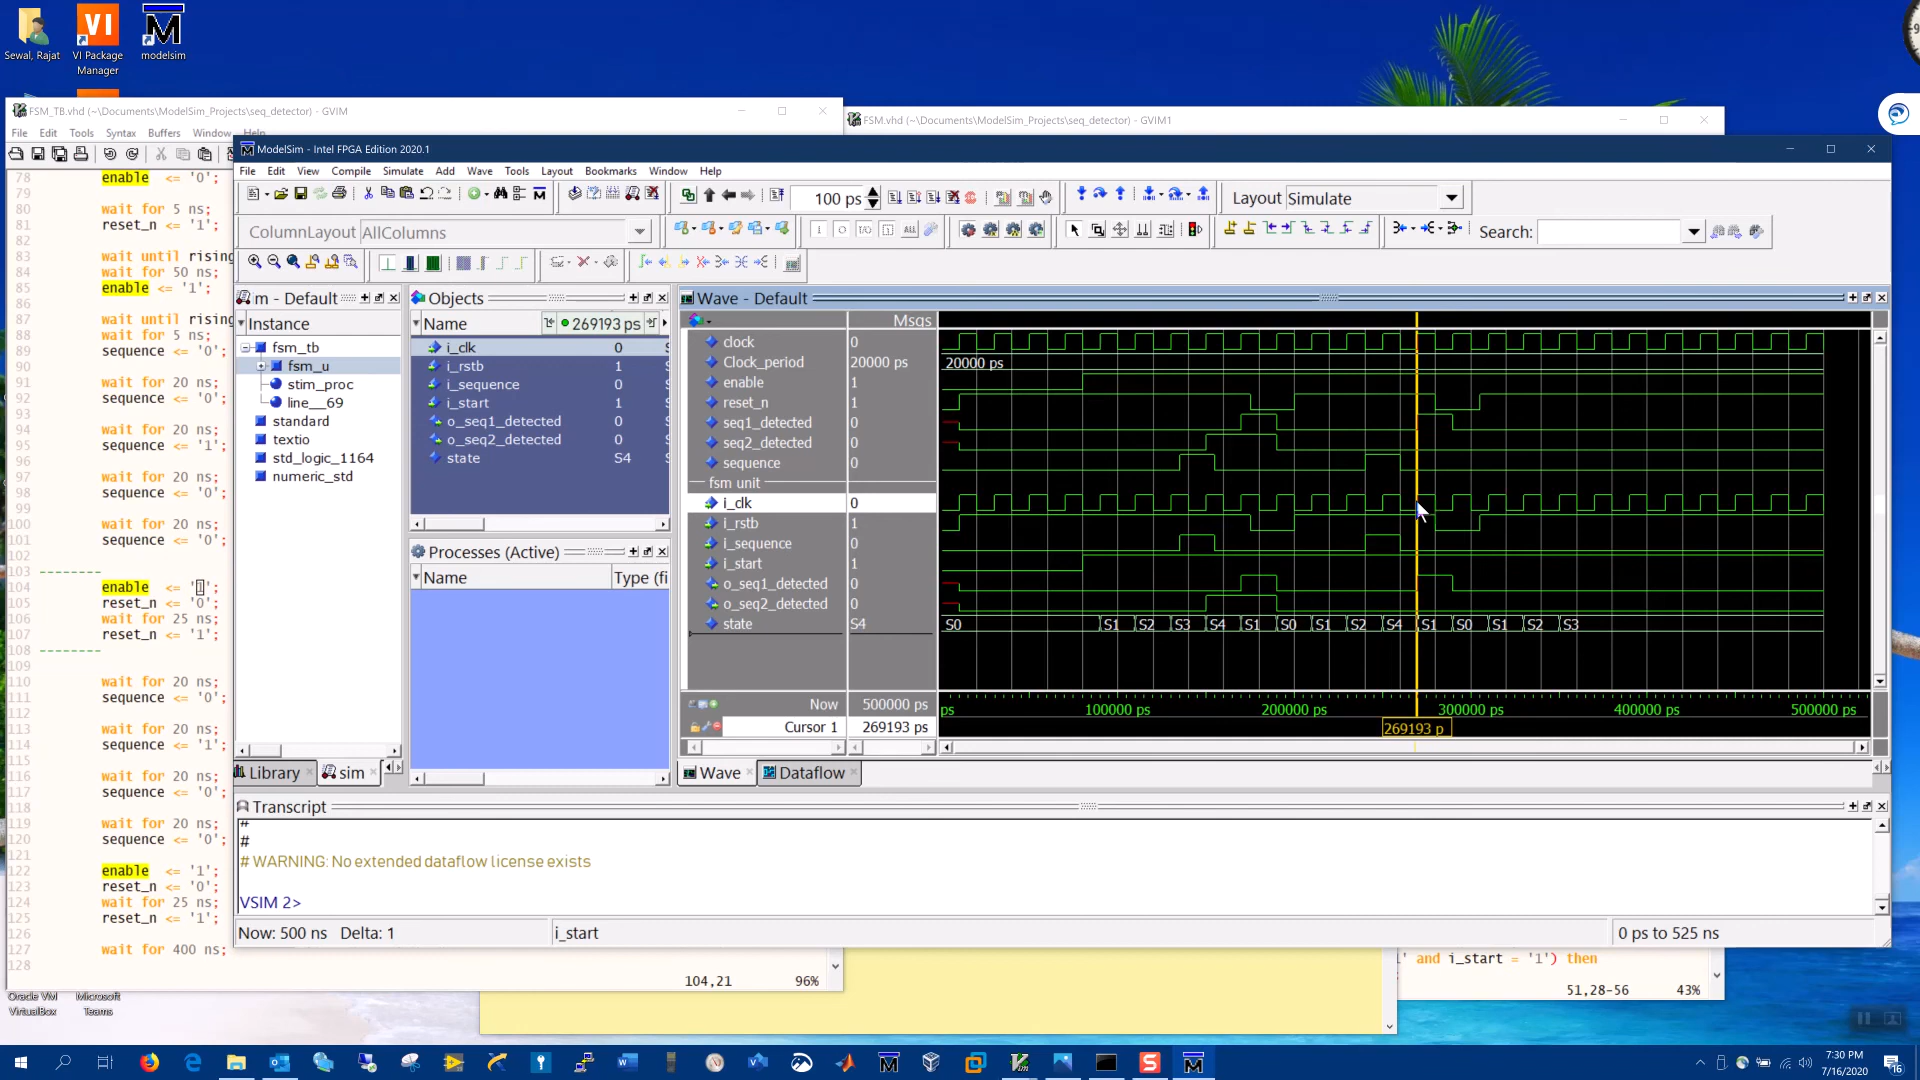 Sewal, Rajat
VI Package Manager
modelsim
FSM_TB.vhd (~\Documents\ModelSim_Projects\seq_detector) - GVIM
File Edit Tools Syntax Buffers Window Help
FSM.vhd (~\Documents\ModelSim_Projects\seq_detector) - GVIM1
ModelSim - Intel FPGA Edition 2020.1
File Edit View Compile Simulate Add Wave Tools Layout Bookmarks Window Help
100 ps
Layout Simulate
ColumnLayout AllColumns
Search:
78 enable <= '0';
79
80 wait for 5 ns;
81 reset_n <= '1';
82
83 wait until rising
84 wait for 50 ns;
85 enable <= '1';
86
87 wait until rising
88 wait for 5 ns;
89 sequence <= '0';
90
91 wait for 20 ns;
92 sequence <= '0';
93
94 wait for 20 ns;
95 sequence <= '1';
96
97 wait for 20 ns;
98 sequence <= '0';
99
100 wait for 20 ns;
101 sequence <= '0';
102
103 --------
104 enable <= '1';
105 reset_n <= '0';
106 wait for 25 ns;
107 reset_n <= '1';
108 --------
109
110 wait for 20 ns;
111 sequence <= '0';
112
113 wait for 20 ns;
114 sequence <= '1';
115
116 wait for 20 ns;
117 sequence <= '0';
118
119 wait for 20 ns;
120 sequence <= '0';
121
122 enable <= '1';
123 reset_n <= '0';
124 wait for 25 ns;
125 reset_n <= '1';
126
127 wait for 400 ns;
128
104,21 96%
m - Default
Instance
fsm_tb
fsm_u
stim_proc
line__69
standard
textio
std_logic_1164
numeric_std
Library
sim
Objects
Name 269193 ps
i_clk 0
i_rstb 1
i_sequence 0
i_start 1
o_seq1_detected 0
o_seq2_detected 0
state S4
Processes (Active)
Name Type (fi
Wave - Default
Msgs
clock 0
Clock_period 20000 ps 20000 ps
enable 1
reset_n 1
seq1_detected 0
seq2_detected 0
sequence 0
fsm unit
i_clk 0
i_rstb 1
i_sequence 0
i_start 1
o_seq1_detected 0
o_seq2_detected 0
state S4 S0 S1 S2 S3 S4 S1 S0 S1 S2 S4 S1 S0 S1 S2 S3
Now 500000 ps ps 100000 ps 200000 ps 300000 ps 400000 ps 500000 ps
Cursor 1 269193 ps 269193 p
Wave Dataflow
Transcript
#
#
# WARNING: No extended dataflow license exists
VSIM 2>
Now: 500 ns Delta: 1 i_start 0 ps to 525 ns
' and i_start = '1') then
51,28-56 43%
Oracle VM VirtualBox
Microsoft Teams
7:30 PM
7/16/2020
16